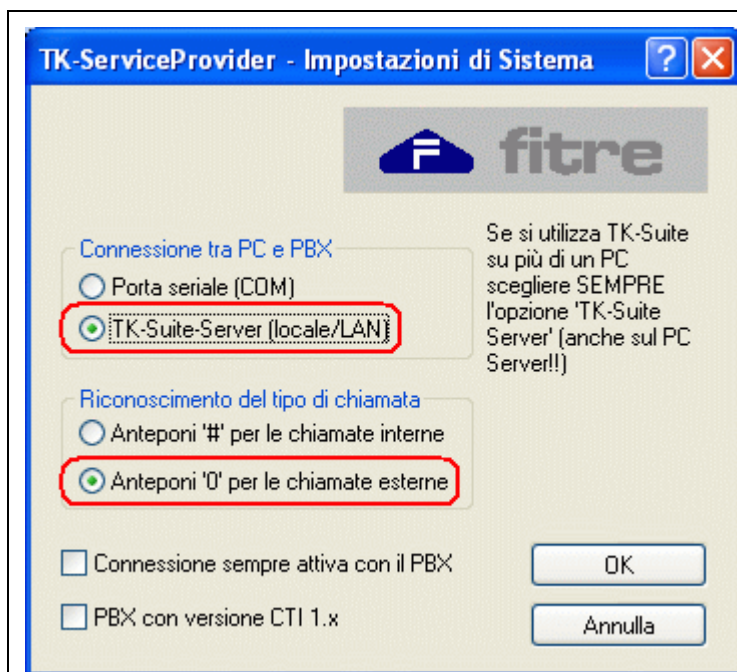 TK-ServiceProvider - Impostazioni di Sistema
fitre
Connessione tra PC e PBX
Porta seriale (COM)
TK-Suite-Server (locale/LAN)
Se si utilizza TK-Suite
su più di un PC
scegliere SEMPRE
l'opzione 'TK-Suite
Server' (anche sul PC
Server!!)
Riconoscimento del tipo di chiamata
Anteponi '#' per le chiamate interne
Anteponi '0' per le chiamate esterne
Connessione sempre attiva con il PBX
PBX con versione CTI 1.x
OK
Annulla